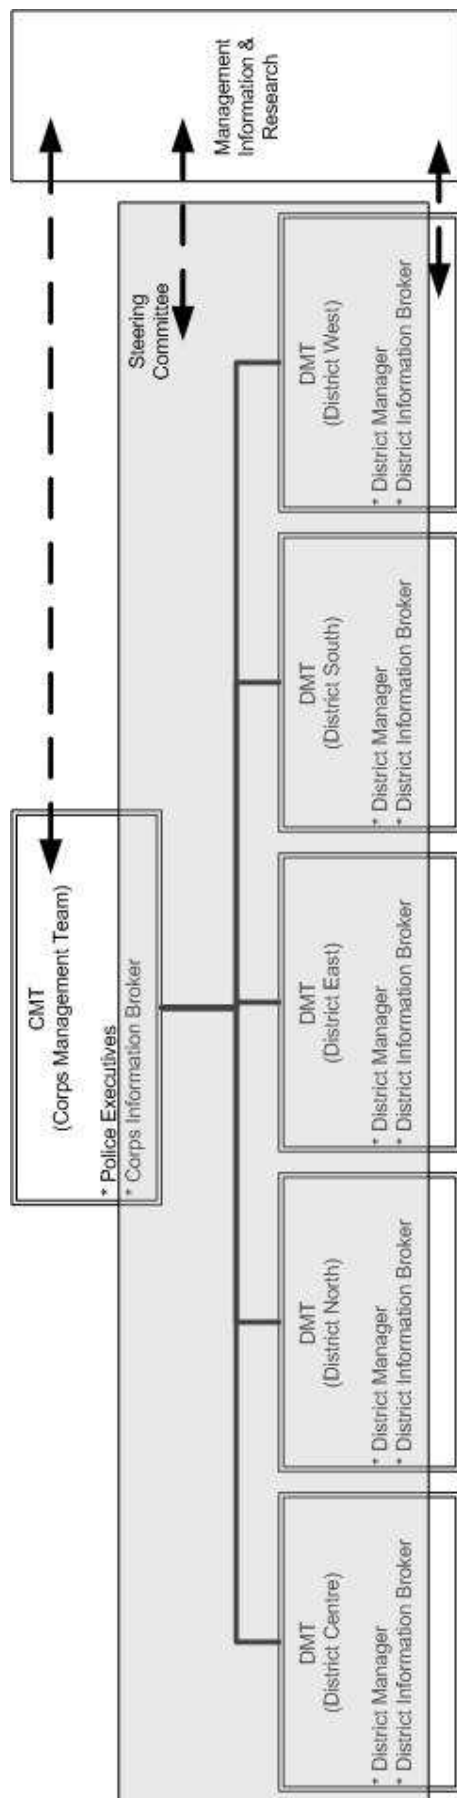 CMT
(Corps Management Team)
* Police Executives
* Corps Information Broker
Steering
Committee
Management
Information &
Research
DMT
(District Centre)
* District Manager
* District Information Broker
DMT
(District North)
* District Manager
* District Information Broker
DMT
(District East)
* District Manager
* District Information Broker
DMT
(District South)
* District Manager
* District Information Broker
DMT
(District West)
* District Manager
* District Information Broker